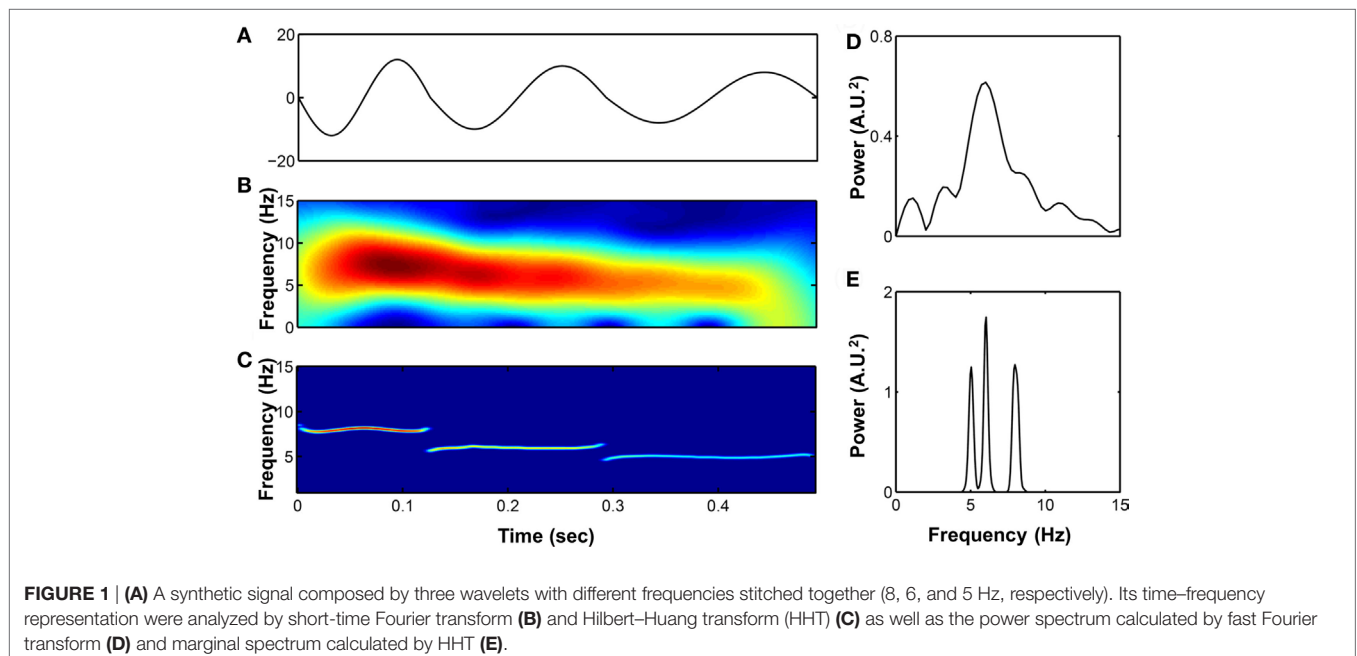 A
20
0
−20
B
Frequency (Hz)
15
10
5
0
C
Frequency (Hz)
15
10
5
0
0.1
0.2
0.3
0.4
Time (sec)
D
Power (A.U.²)
0.8
0.4
0
E
Power (A.U.²)
2
1
0
0
5
10
15
Frequency (Hz)
FIGURE 1 | (A) A synthetic signal composed by three wavelets with different frequencies stitched together (8, 6, and 5 Hz, respectively). Its time–frequency
representation were analyzed by short-time Fourier transform (B) and Hilbert–Huang transform (HHT) (C) as well as the power spectrum calculated by fast Fourier
transform (D) and marginal spectrum calculated by HHT (E).